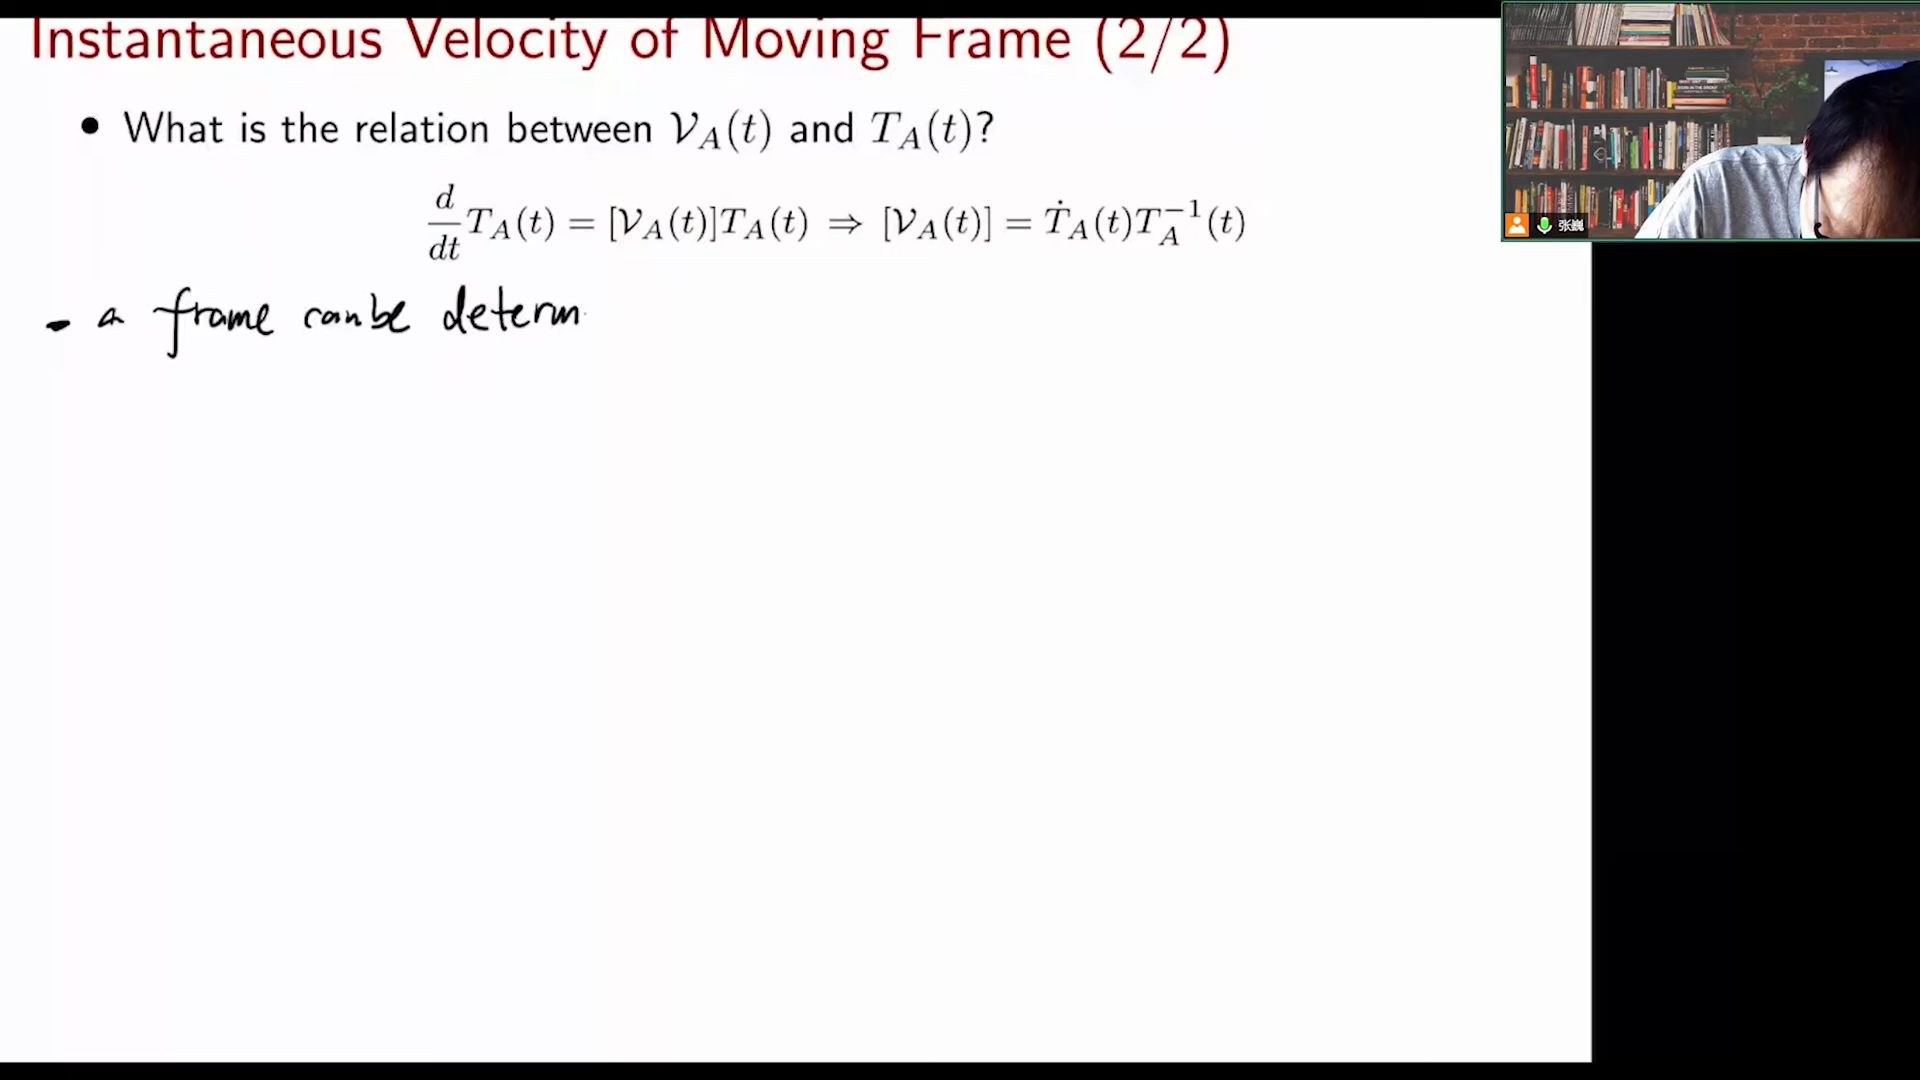 Instantaneous Velocity of Moving Frame (2/2)
• What is the relation between 𝒱_A(t) and T_A(t)?
d/dt T_A(t) = [𝒱_A(t)]T_A(t) ⇒ [𝒱_A(t)] = Ṫ_A(t)T_A^{-1}(t)
- a frame can be determ
张巍